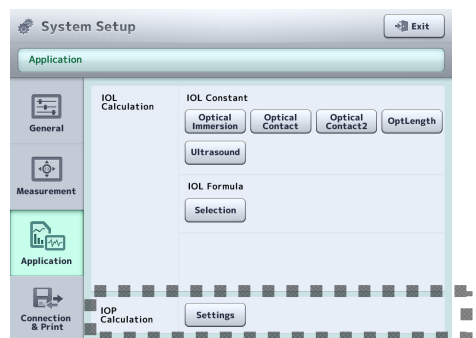 System Setup
Exit
Application
General
Measurement
Application
Connection
& Print
IOL
Calculation
IOL Constant
Optical
Immersion
Optical
Contact
Optical
Contact2
OptLength
Ultrasound
IOL Formula
Selection
IOP
Calculation
Settings